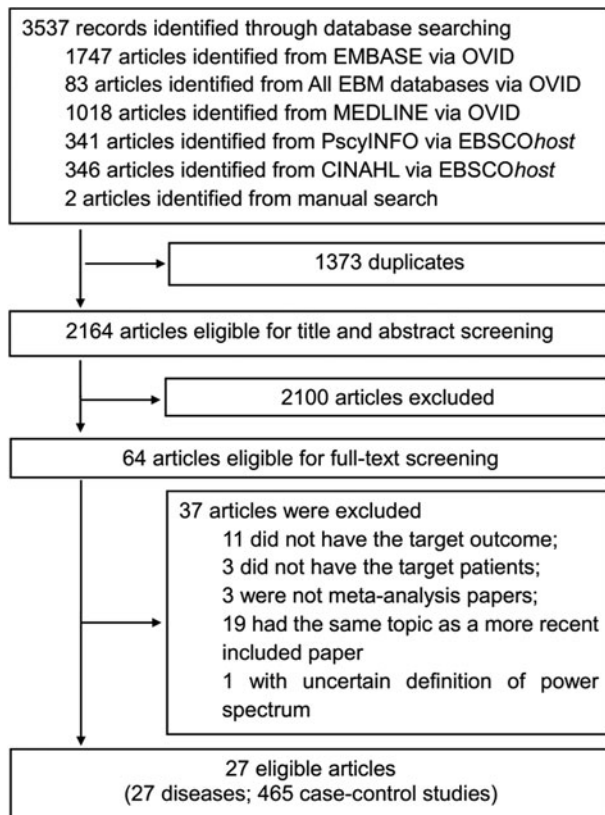 3537 records identified through database searching
1747 articles identified from EMBASE via OVID
83 articles identified from All EBM databases via OVID
1018 articles identified from MEDLINE via OVID
341 articles identified from PscyINFO via EBSCOhost
346 articles identified from CINAHL via EBSCOhost
2 articles identified from manual search
1373 duplicates
2164 articles eligible for title and abstract screening
2100 articles excluded
64 articles eligible for full-text screening
37 articles were excluded
11 did not have the target outcome;
3 did not have the target patients;
3 were not meta-analysis papers;
19 had the same topic as a more recent
included paper
1 with uncertain definition of power
spectrum
27 eligible articles
(27 diseases; 465 case-control studies)